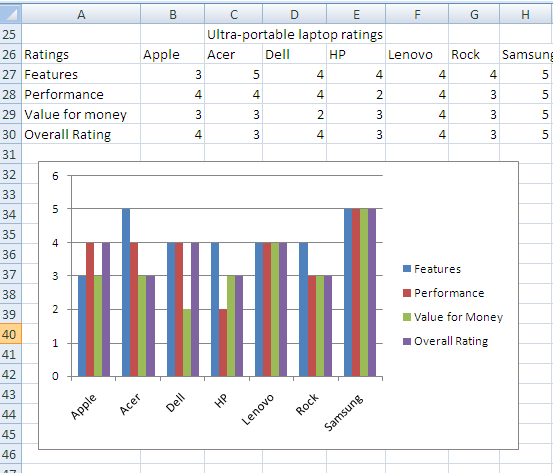 A B C D E F G H
25 Ultra-portable laptop ratings
26 Ratings Apple Acer Dell HP Lenovo Rock Samsung
27 Features 3 5 4 4 4 4 5
28 Performance 4 4 4 2 4 3 5
29 Value for money 3 3 2 3 4 3 5
30 Overall Rating 4 3 4 3 4 3 5
31
32
33
34
35
36
37
38
39
40
41
42
43
44
45
46
47
6
5
4
3
2
1
0
Apple Acer Dell HP Lenovo Rock Samsung
Features
Performance
Value for Money
Overall Rating